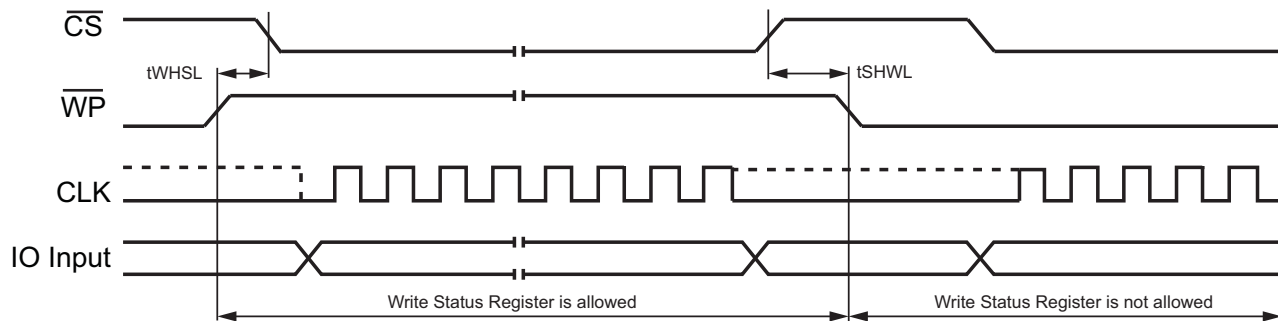 CS
tWHSL
tSHWL
WP
CLK
IO Input
Write Status Register is allowed
Write Status Register is not allowed